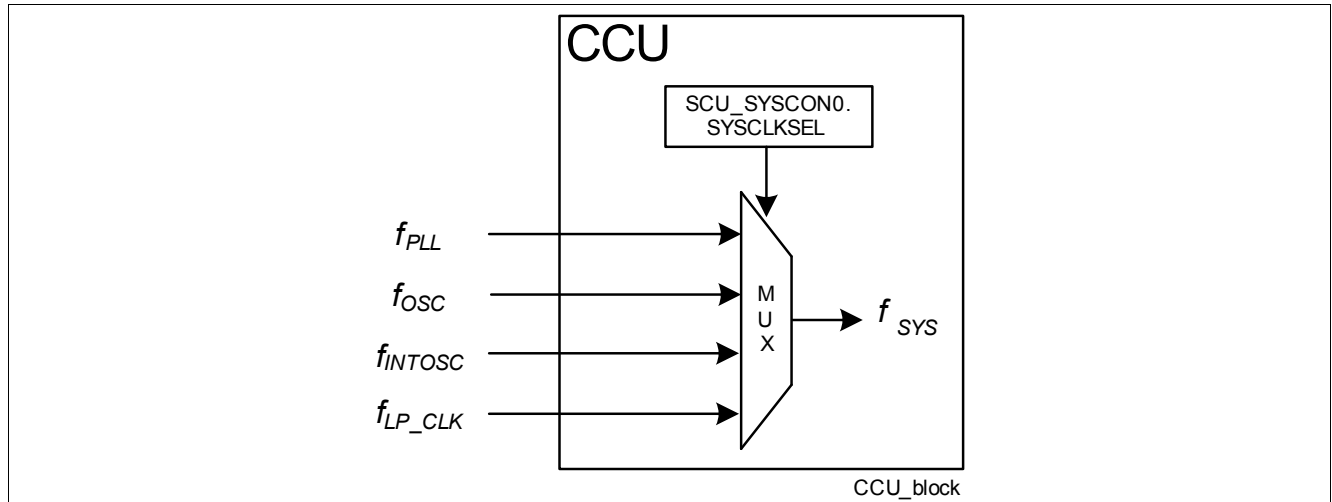 CCU
SCU_SYSCON0.
SYSCLKSEL
fPLL
fOSC
fINTOSC
fLP_CLK
M
U
X
f SYS
CCU_block